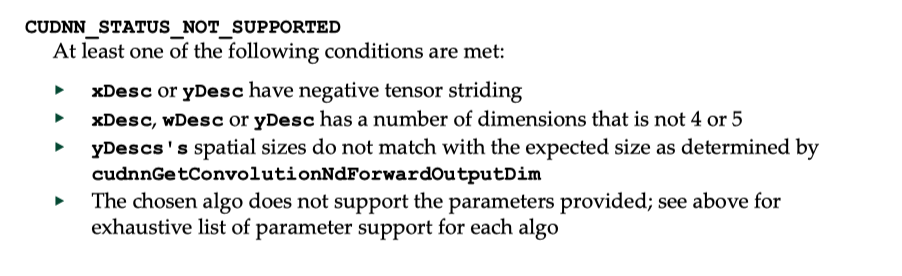 CUDNN_STATUS_NOT_SUPPORTED
At least one of the following conditions are met:
▶ xDesc or yDesc have negative tensor striding
▶ xDesc, wDesc or yDesc has a number of dimensions that is not 4 or 5
▶ yDescs's spatial sizes do not match with the expected size as determined by
cudnnGetConvolutionNdForwardOutputDim
▶ The chosen algo does not support the parameters provided; see above for
exhaustive list of parameter support for each algo